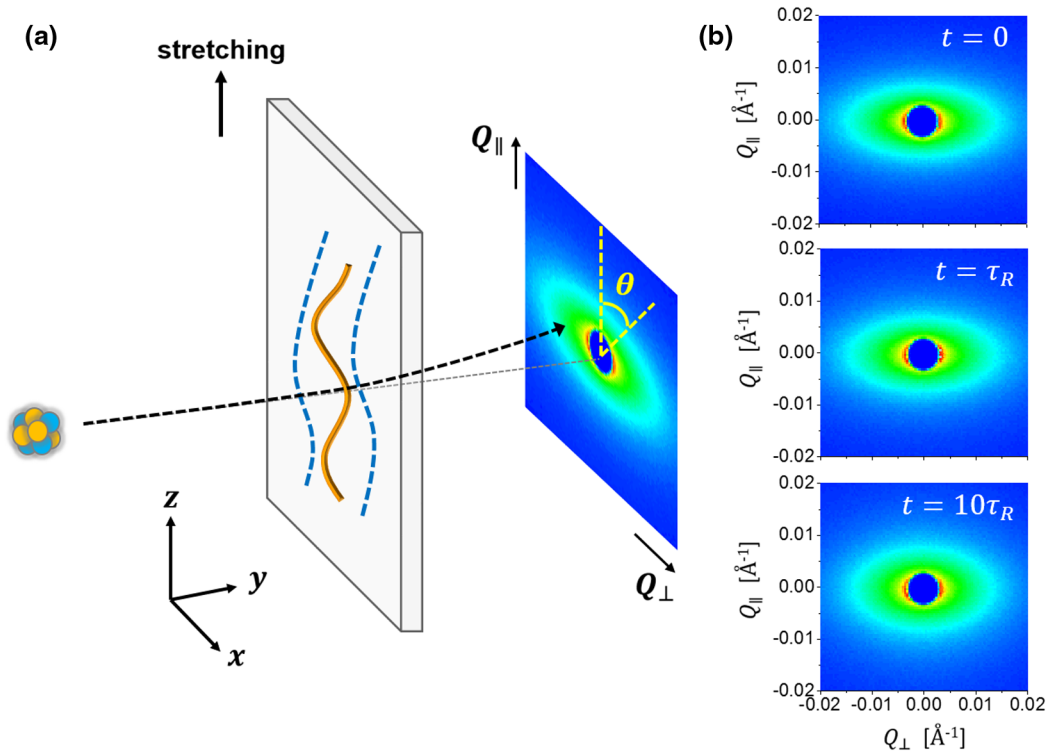 (a)
stretching
Q∥
θ
Q⊥
z
y
x
(b)
t = 0
0.02
0.01
0.00
-0.01
-0.02
Q∥ [Å-1]
t = τR
0.02
0.01
0.00
-0.01
-0.02
Q∥ [Å-1]
t = 10τR
0.02
0.01
0.00
-0.01
-0.02
Q∥ [Å-1]
-0.02 -0.01 0.00 0.01 0.02
Q⊥ [Å-1]